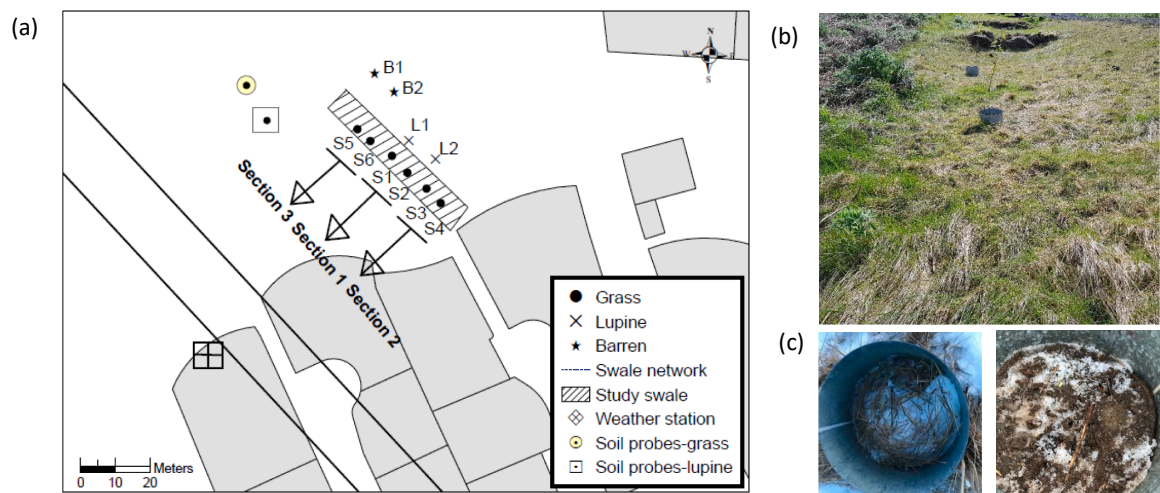 (a)
N
W
E
S
B1
B2
L1
L2
S5
S6
S1
S2
S3
S4
Section 3 Section 1 Section 2
Grass
Lupine
Barren
Swale network
Study swale
Weather station
Soil probes-grass
Soil probes-lupine
Meters
0 10 20
(b)
(c)